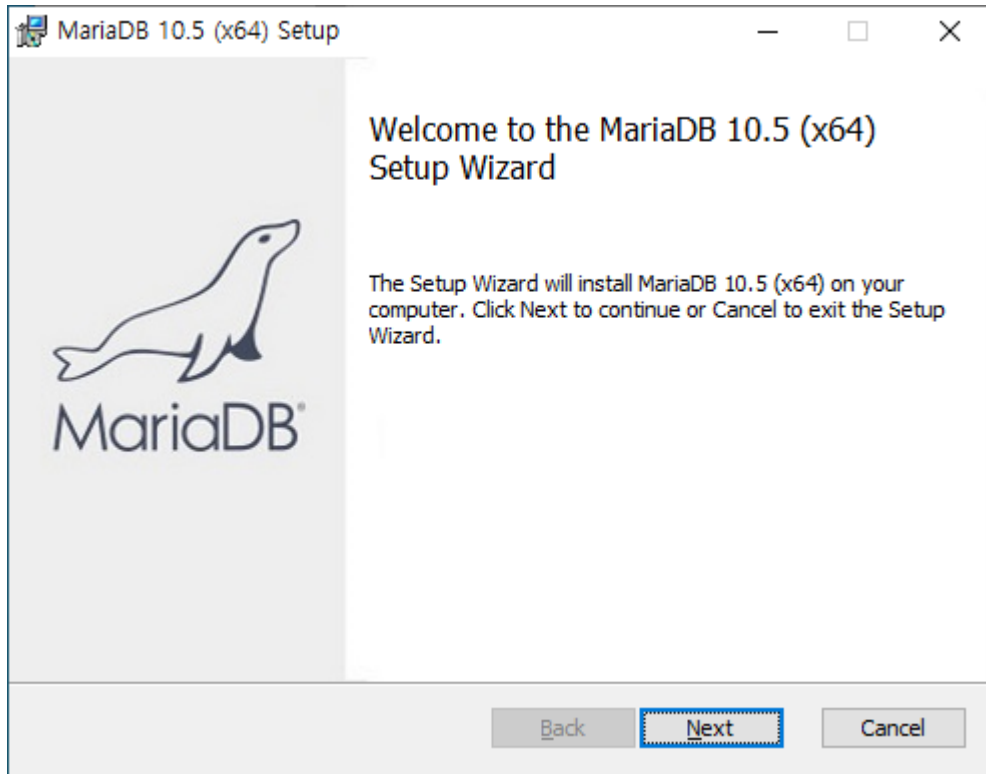 MariaDB 10.5 (x64) Setup
Welcome to the MariaDB 10.5 (x64)
Setup Wizard
The Setup Wizard will install MariaDB 10.5 (x64) on your
computer. Click Next to continue or Cancel to exit the Setup
Wizard.
MariaDB®
Back Next Cancel